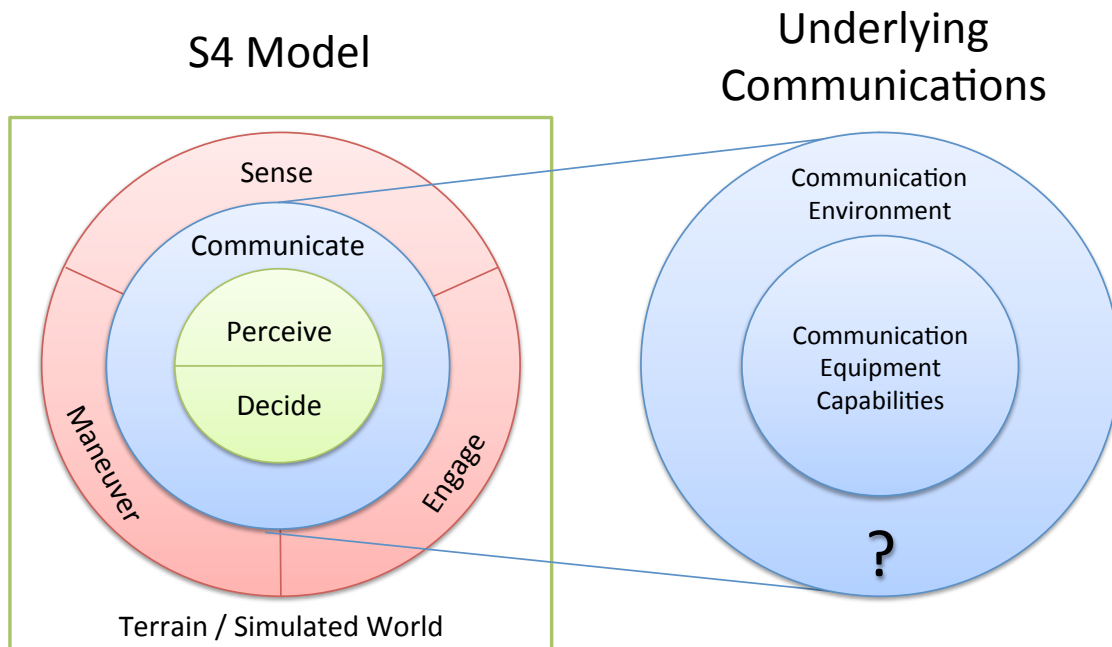 S4 Model
Sense
Communicate
Perceive
Decide
Maneuver
Engage
Terrain / Simulated World
Underlying
Communications
Communication
Environment
Communication
Equipment
Capabilities
?